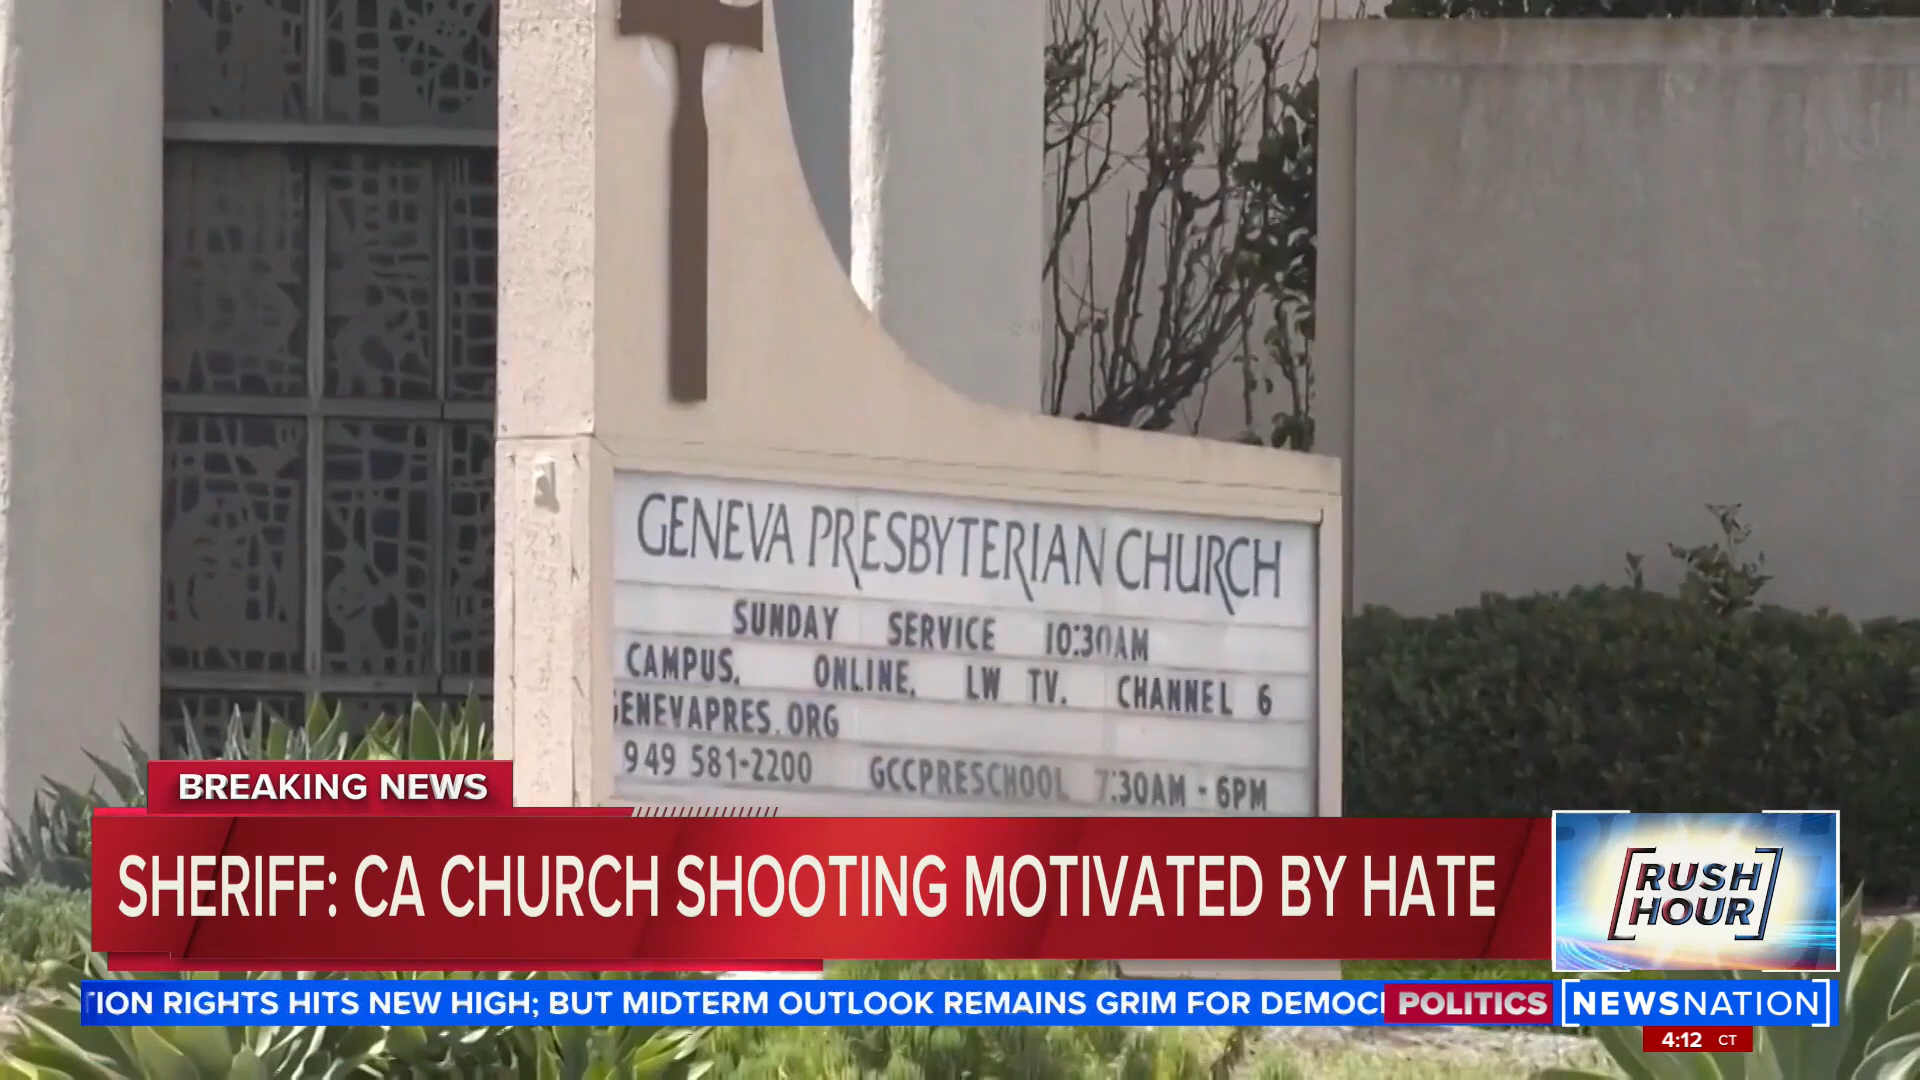 GENEVA PRESBYTERIAN CHURCH
SUNDAY SERVICE 10:30AM
CAMPUS, ONLINE, LW TV, CHANNEL 6
GENEVAPRES.ORG
949 581-2200 GCCPRESCHOOL 7:30AM - 6PM
BREAKING NEWS
SHERIFF: CA CHURCH SHOOTING MOTIVATED BY HATE
RUSH
HOUR
TION RIGHTS HITS NEW HIGH; BUT MIDTERM OUTLOOK REMAINS GRIM FOR DEMOC POLITICS NEWSNATION
4:12 CT